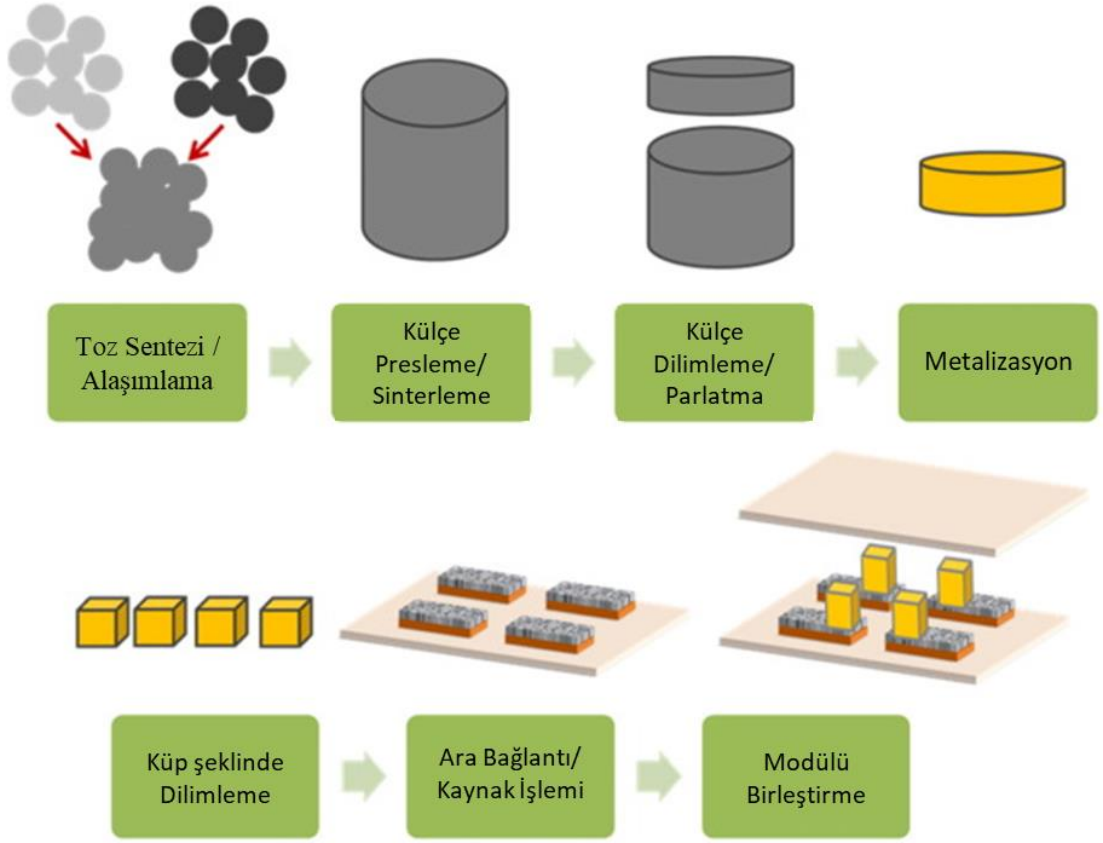 Toz Sentezi /
Alaşımlama
Külçe
Presleme/
Sinterleme
Külçe
Dilimleme/
Parlatma
Metalizasyon
Küp şeklinde
Dilimleme
Ara Bağlantı/
Kaynak İşlemi
Modülü
Birleştirme